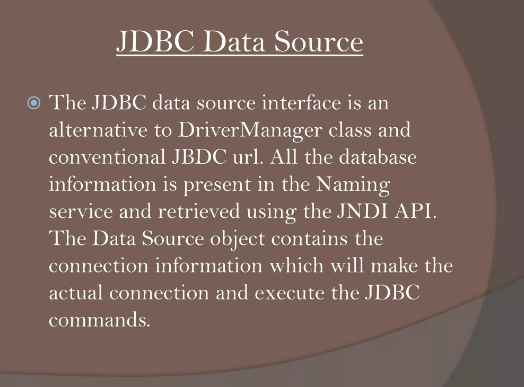 JDBC Data Source
The JDBC data source interface is an
alternative to DriverManager class and
conventional JBDC url. All the database
information is present in the Naming
service and retrieved using the JNDI API.
The Data Source object contains the
connection information which will make the
actual connection and execute the JDBC
commands.